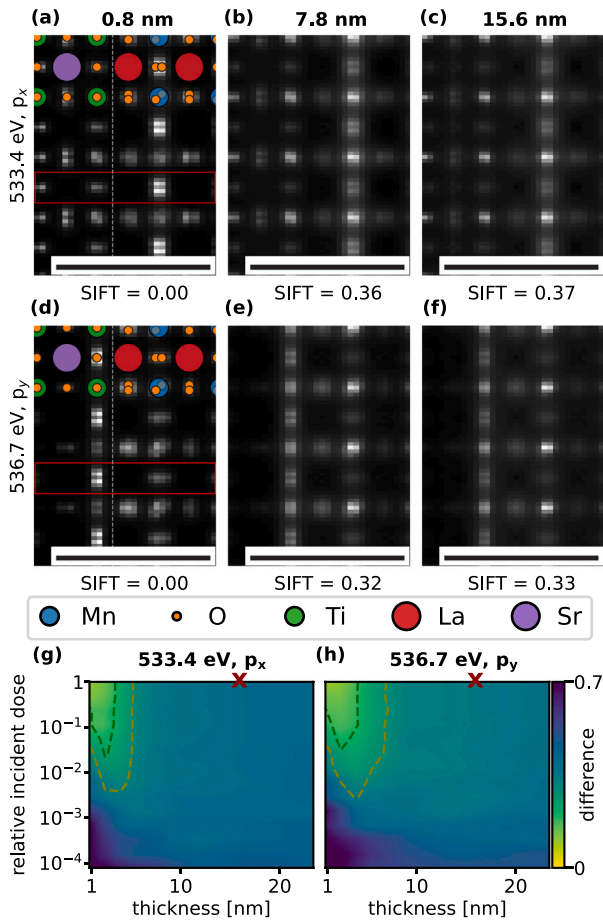 (a) 0.8 nm (b) 7.8 nm (c) 15.6 nm
533.4 eV, pₓ
SIFT = 0.00 SIFT = 0.36 SIFT = 0.37
(d) (e) (f)
536.7 eV, pᵧ
SIFT = 0.00 SIFT = 0.32 SIFT = 0.33
Mn O Ti La Sr
(g) 533.4 eV, pₓ (h) 536.7 eV, pᵧ
relative incident dose
1
10⁻¹
10⁻²
10⁻³
10⁻⁴
1 10 20 1 10 20
thickness [nm] thickness [nm]
0.7
difference
0